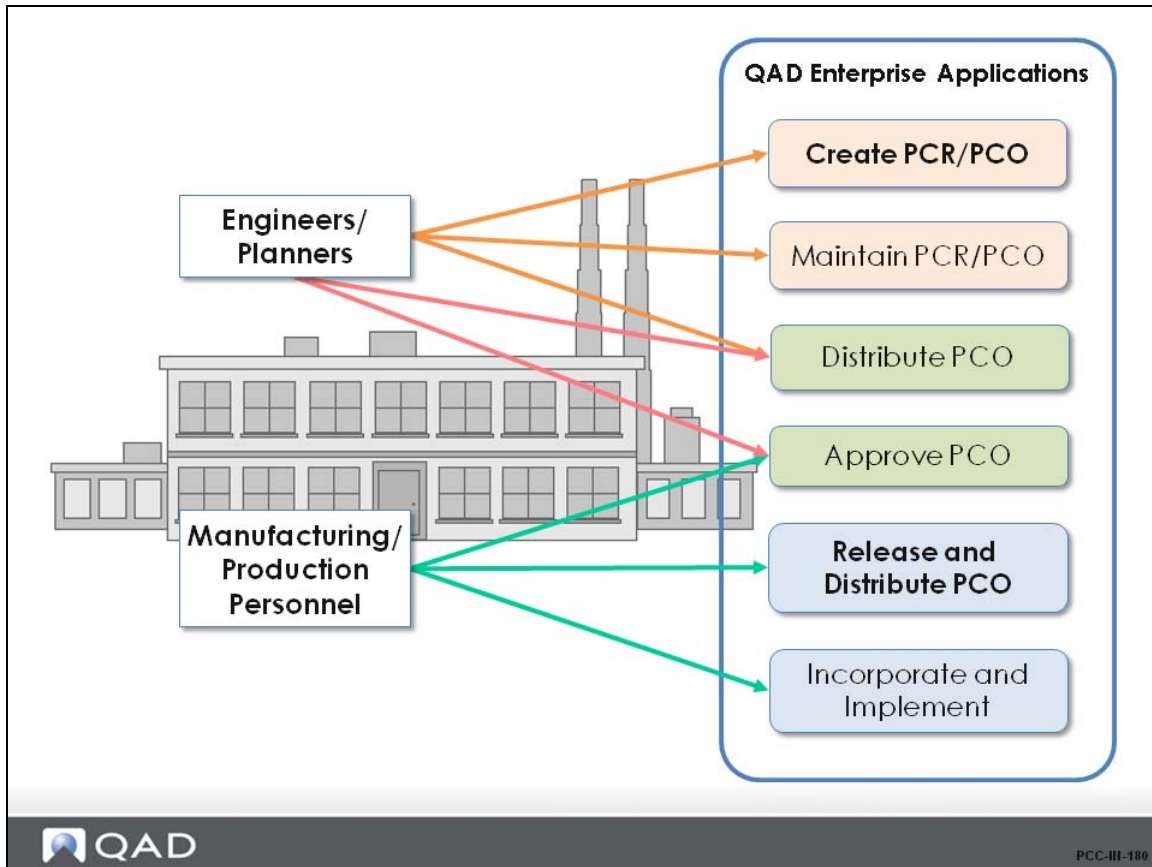 QAD Enterprise Applications
Create PCR/PCO
Engineers/
Planners
Maintain PCR/PCO
Distribute PCO
Approve PCO
Manufacturing/
Production
Personnel
Release and
Distribute PCO
Incorporate and
Implement
QAD
PCC-IN-180